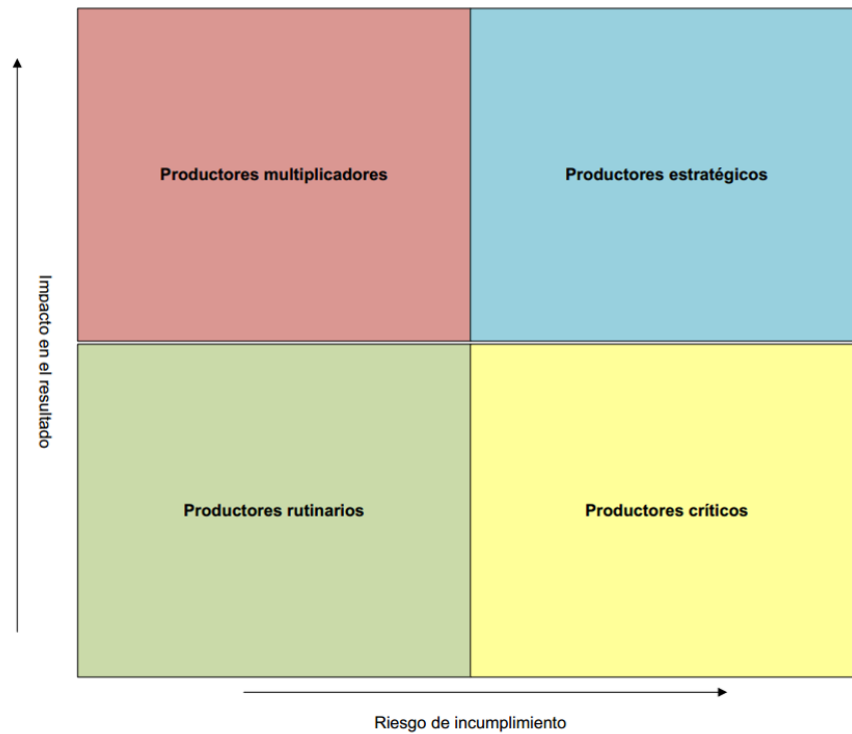 Productores multiplicadores
Productores estratégicos
Impacto en el resultado
Productores rutinarios
Productores críticos
Riesgo de incumplimiento